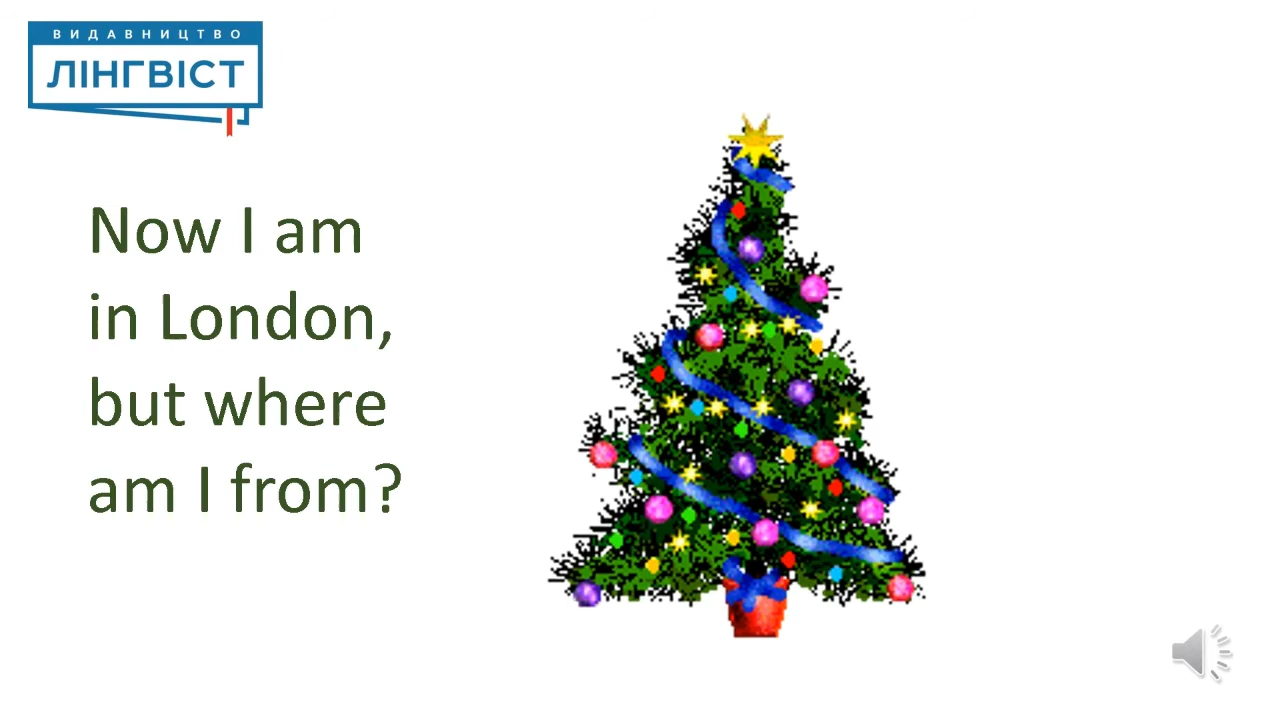 ВИДАВНИЦТВО
ЛІНГВІСТ
Now I am
in London,
but where
am I from?